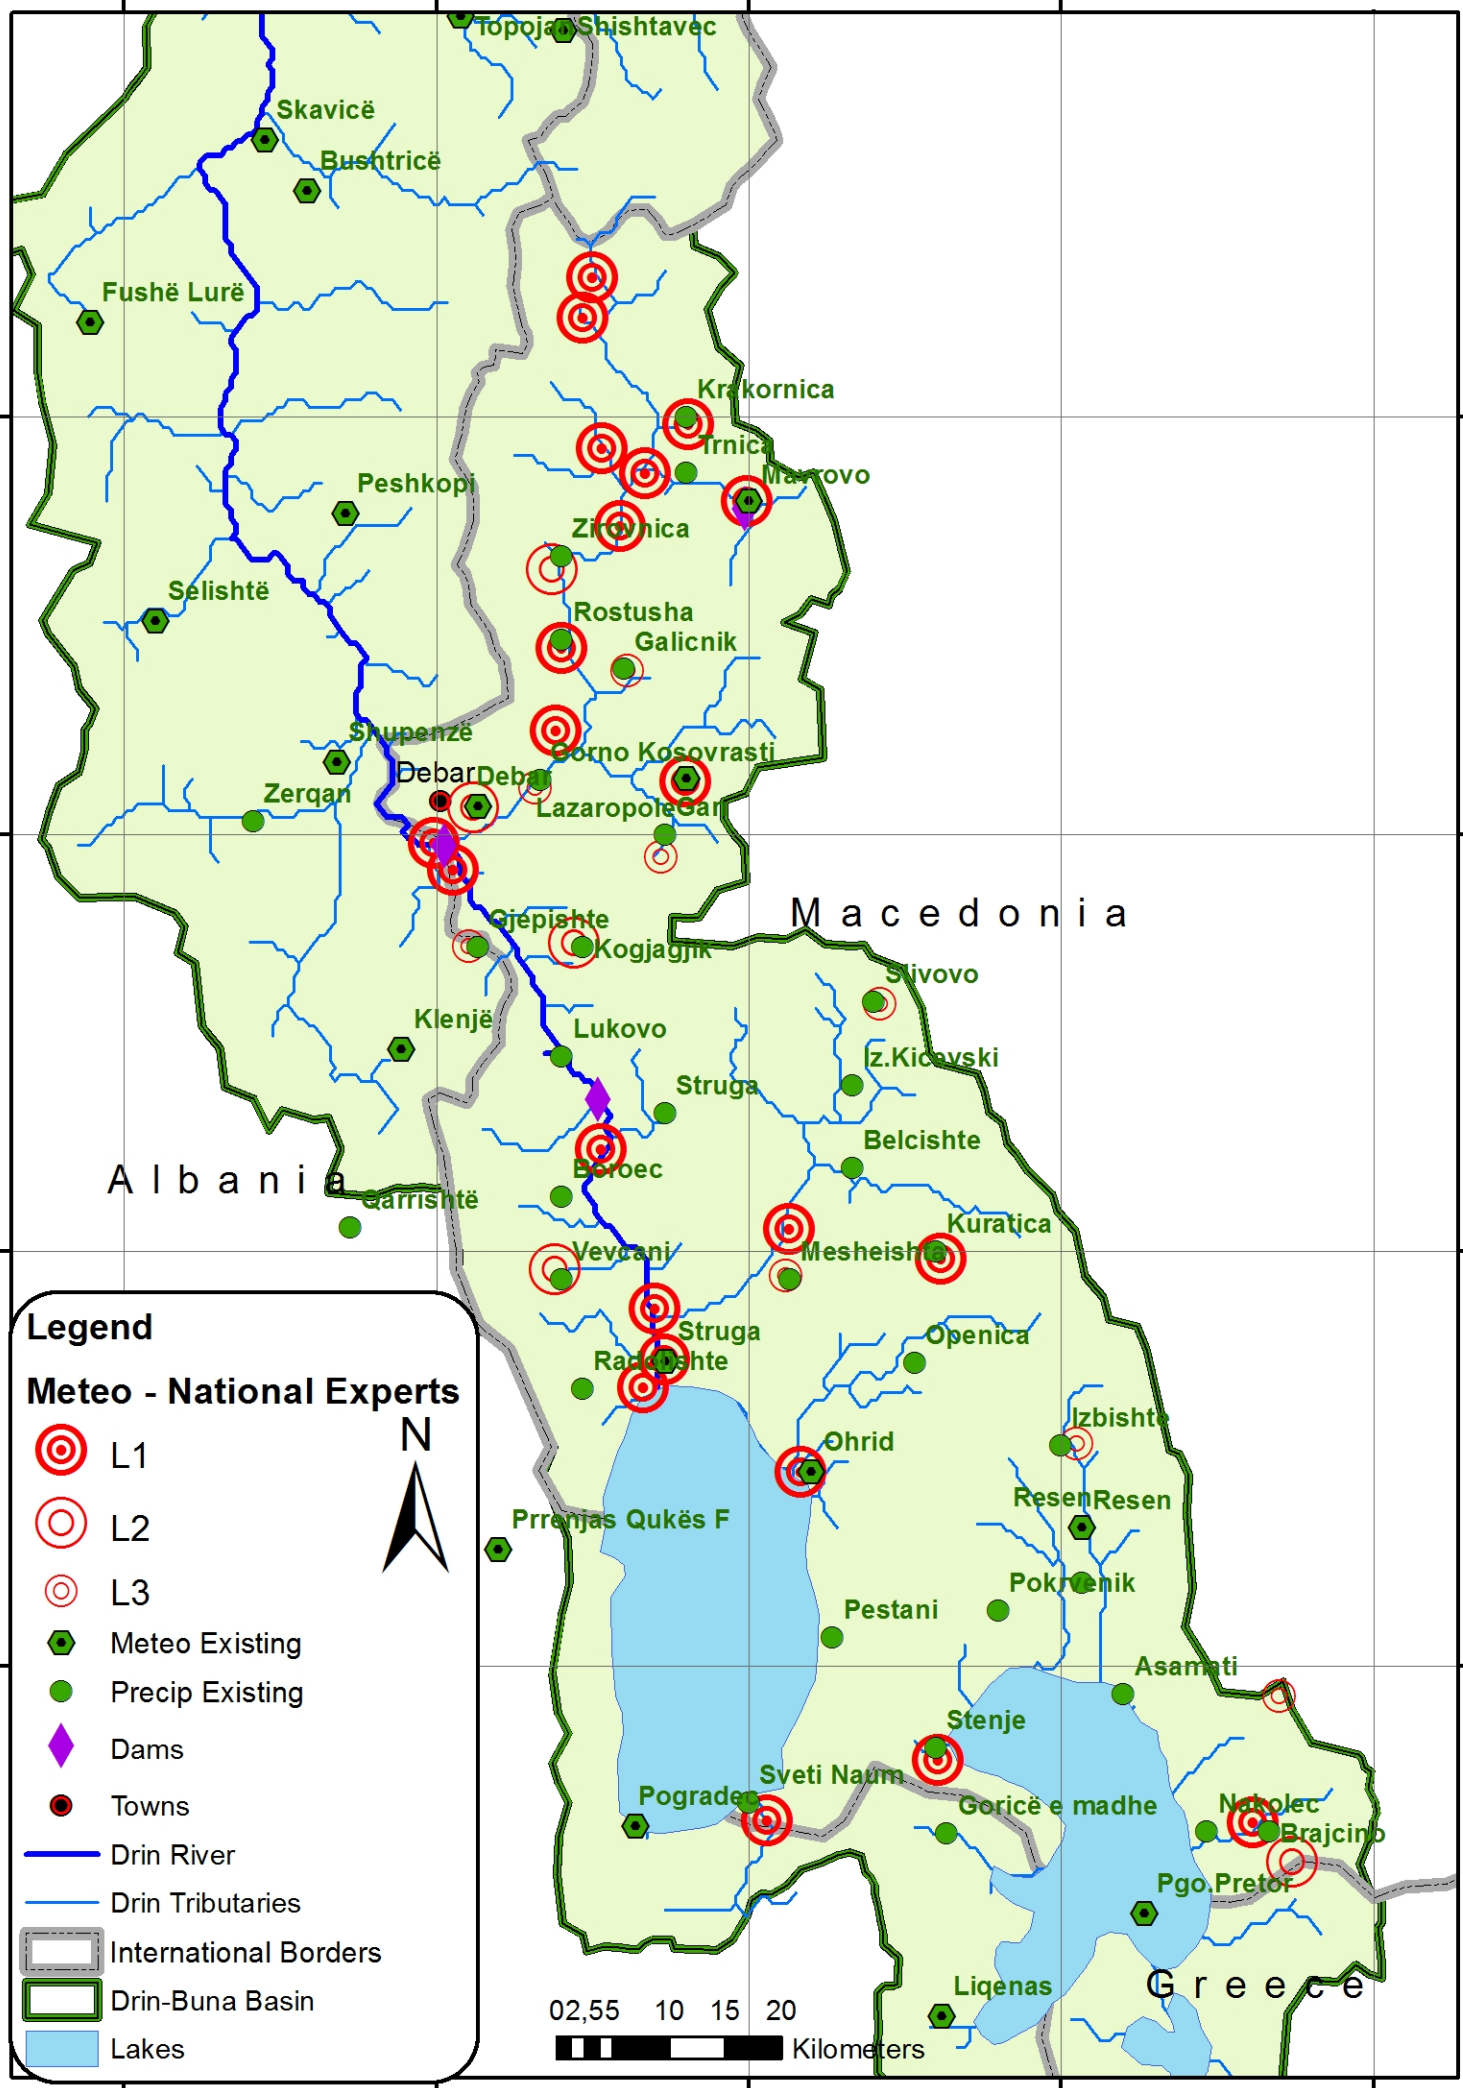 Topojan Shishtavec
Skavicë
Bushtricë
Fushë Lurë
Krakornica
Trnica
Mavrovo
Peshkopi
Zirovnica
Selishtë
Rostusha
Galicnik
Shupenzë
Gorno Kosovrasti
Debar Debar
Zerqan
Lazaropole Gari
Macedonia
Gjepishte
Kogjagjik
Slivovo
Klenjë
Lukovo
Iz.Kicevski
Struga
Belcishte
Boroec
Albania
Qarrishtë
Kuratica
Vevcani
Mesheishta
Struga
Openica
Radolishte
Izbishte
Ohrid
Resen Resen
Prrenjas Qukës F
Pokrvenik
Pestani
Asamati
Stenje
Sveti Naum
Pogradec
Goricë e madhe
Nakolec
Brajcino
Pgo.Pretor
Greece
Liqenas
Legend
Meteo - National Experts
N
L1
L2
L3
Meteo Existing
Precip Existing
Dams
Towns
Drin River
Drin Tributaries
International Borders
Drin-Buna Basin
Lakes
02,55 10 15 20
Kilometers